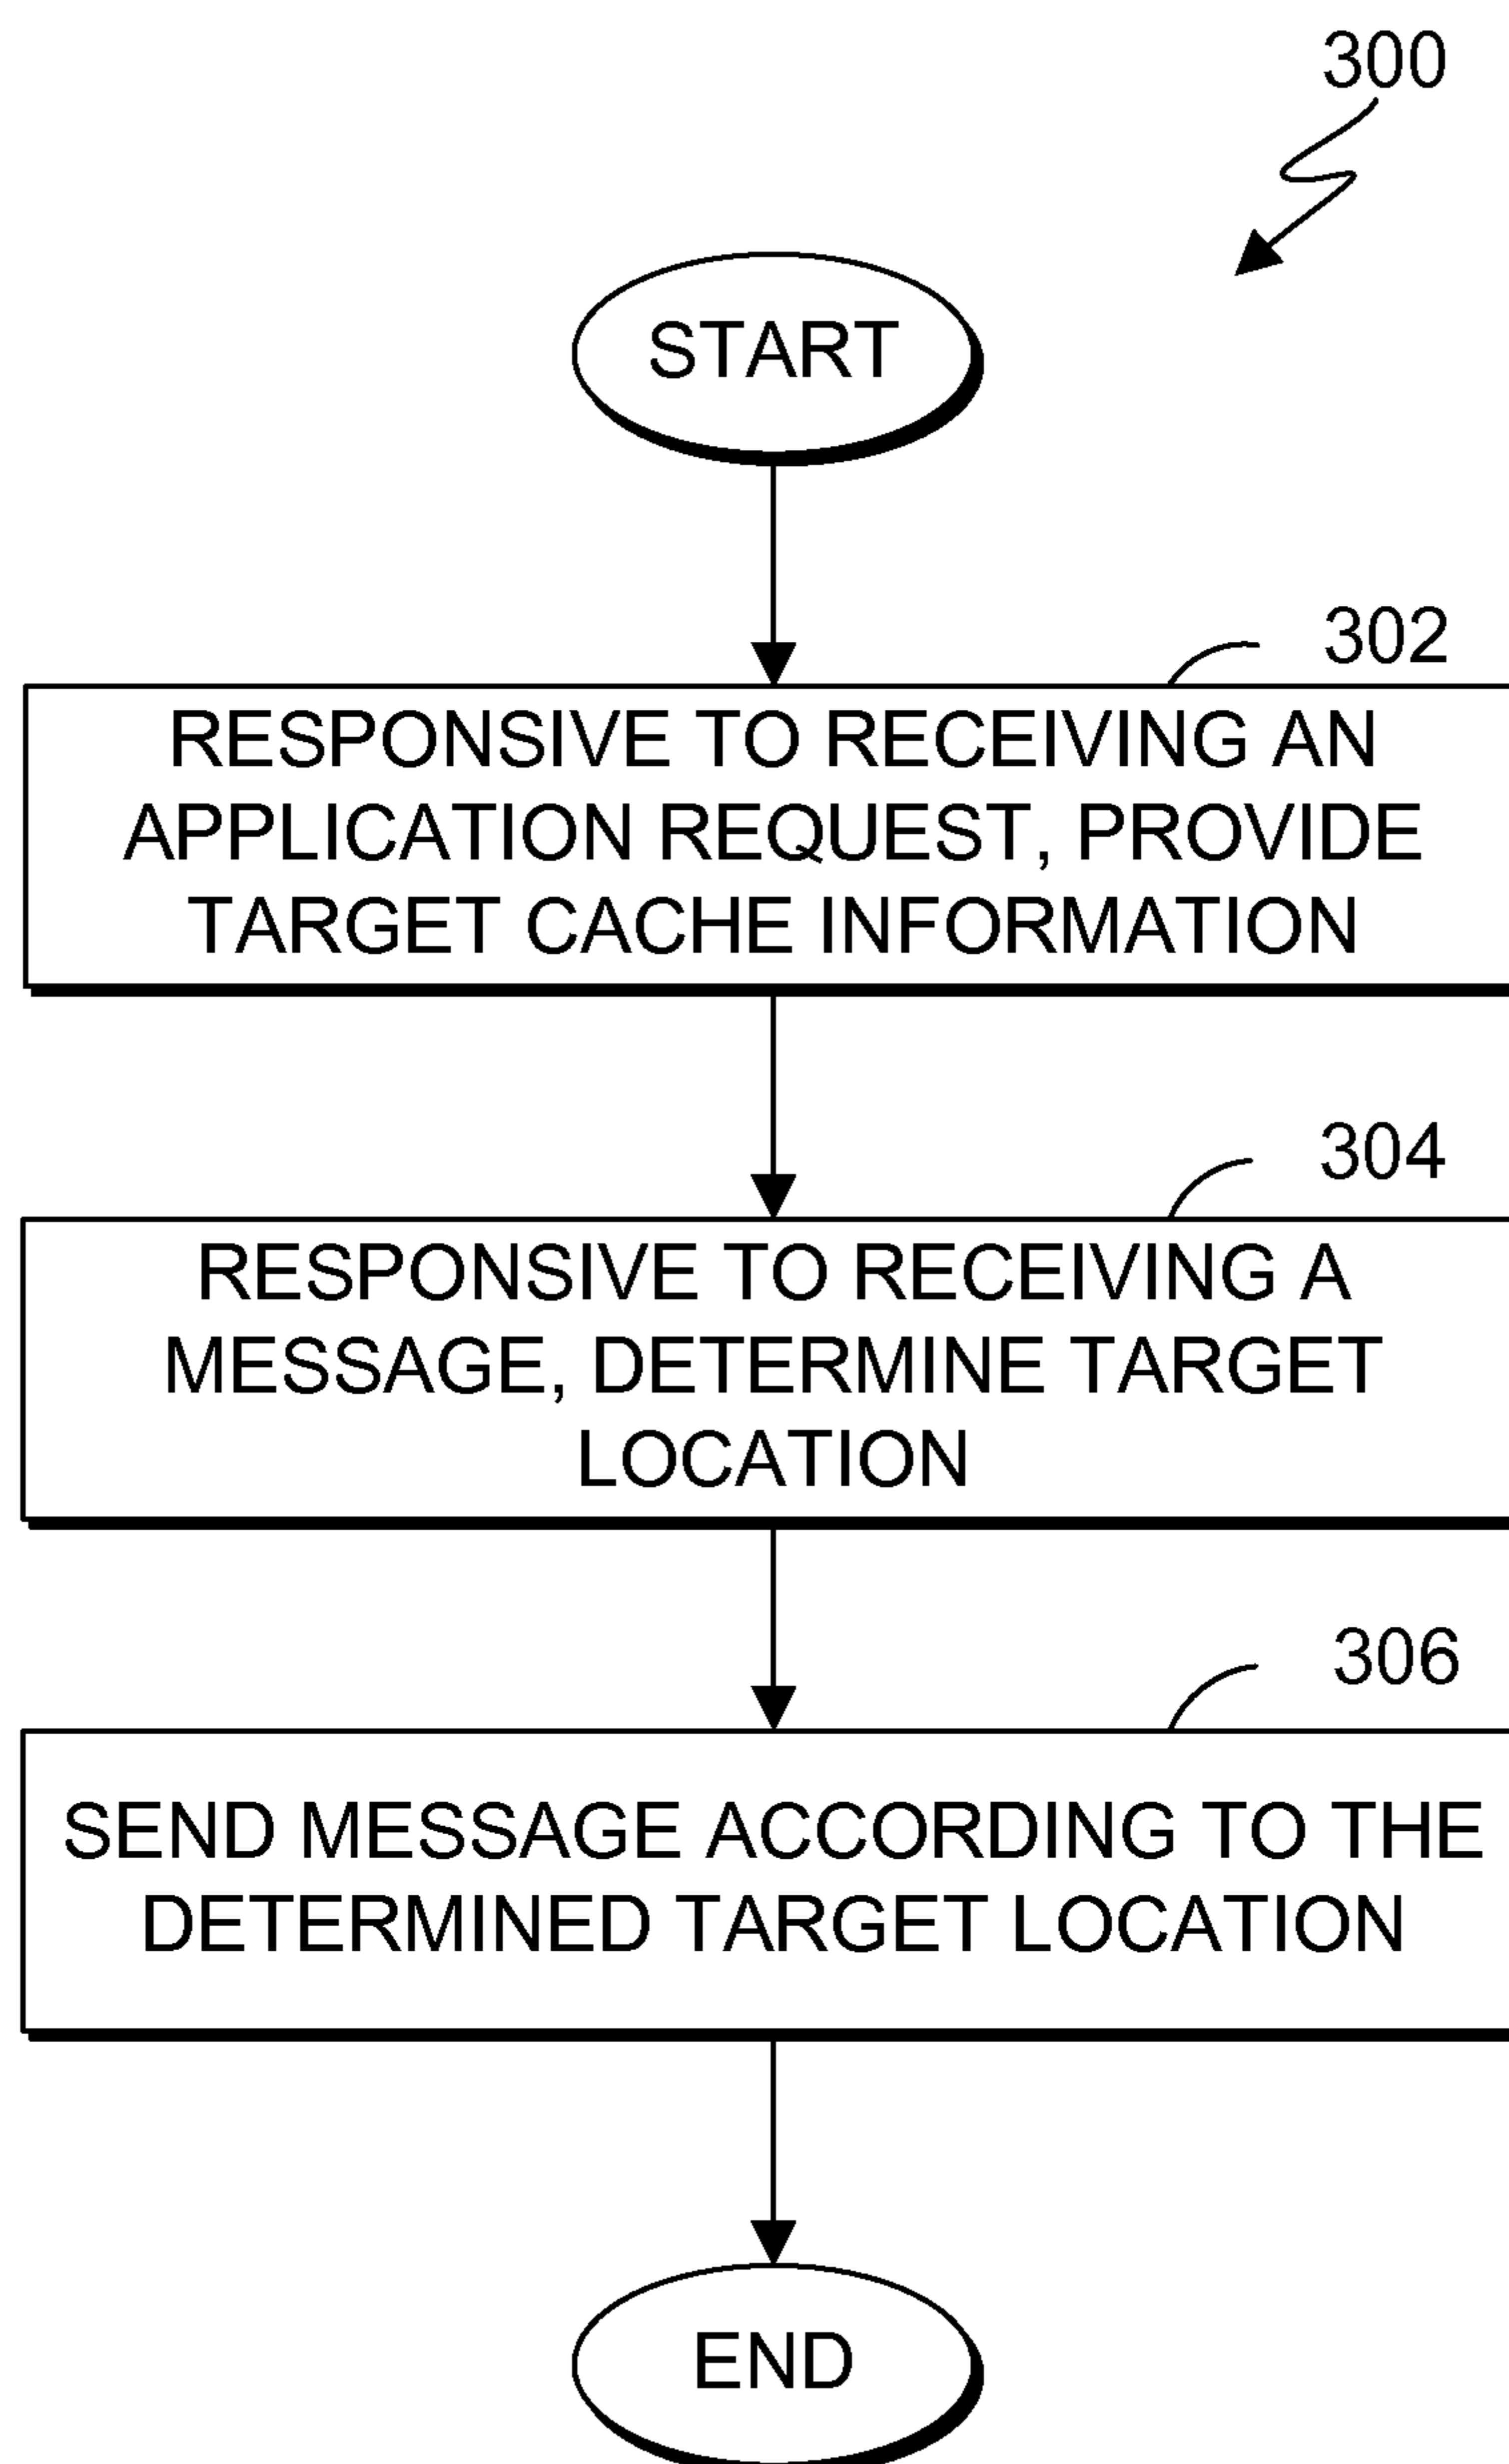 300
START
302
RESPONSIVE TO RECEIVING AN
APPLICATION REQUEST, PROVIDE
TARGET CACHE INFORMATION
304
RESPONSIVE TO RECEIVING A
MESSAGE, DETERMINE TARGET
LOCATION
306
SEND MESSAGE ACCORDING TO THE
DETERMINED TARGET LOCATION
END